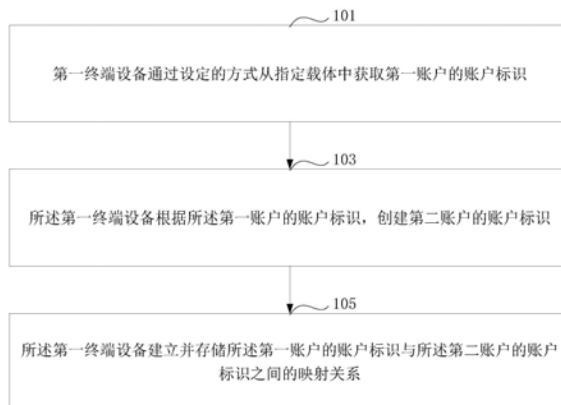 101
第一终端设备通过设定的方式从指定载体中获取第一账户的账户标识
103
所述第一终端设备根据所述第一账户的账户标识，创建第二账户的账户标识
105
所述第一终端设备建立并存储所述第一账户的账户标识与所述第二账户的账户
标识之间的映射关系